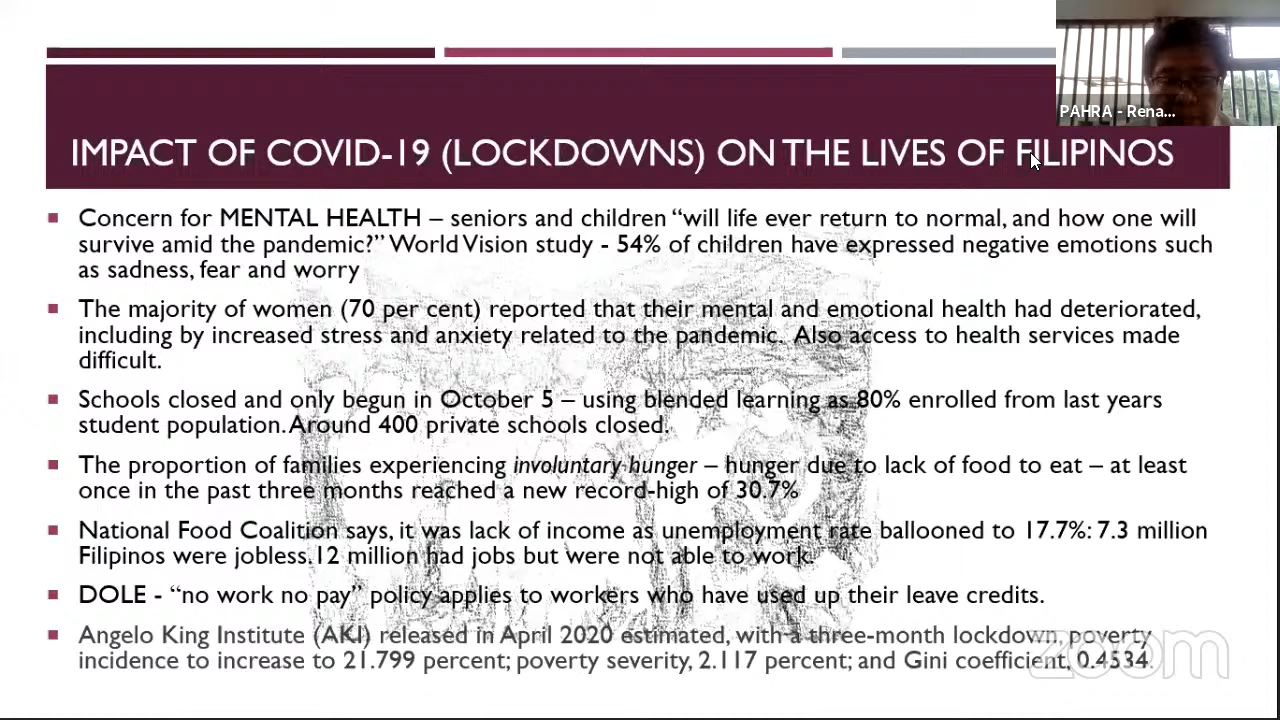 PAHRA - Rena...
IMPACT OF COVID-19 (LOCKDOWNS) ON THE LIVES OF FILIPINOS
Concern for MENTAL HEALTH – seniors and children “will life ever return to normal, and how one will
survive amid the pandemic?” World Vision study - 54% of children have expressed negative emotions such
as sadness, fear and worry
The majority of women (70 per cent) reported that their mental and emotional health had deteriorated,
including by increased stress and anxiety related to the pandemic. Also access to health services made
difficult.
Schools closed and only begun in October 5 – using blended learning as 80% enrolled from last years
student population. Around 400 private schools closed.
The proportion of families experiencing involuntary hunger – hunger due to lack of food to eat – at least
once in the past three months reached a new record-high of 30.7%
National Food Coalition says, it was lack of income as unemployment rate ballooned to 17.7%: 7.3 million
Filipinos were jobless. 12 million had jobs but were not able to work.
DOLE - “no work no pay” policy applies to workers who have used up their leave credits.
Angelo King Institute (AKI) released in April 2020 estimated, with a three-month lockdown, poverty
incidence to increase to 21.799 percent; poverty severity, 2.117 percent; and Gini coefficient, 0.4534.
zoom